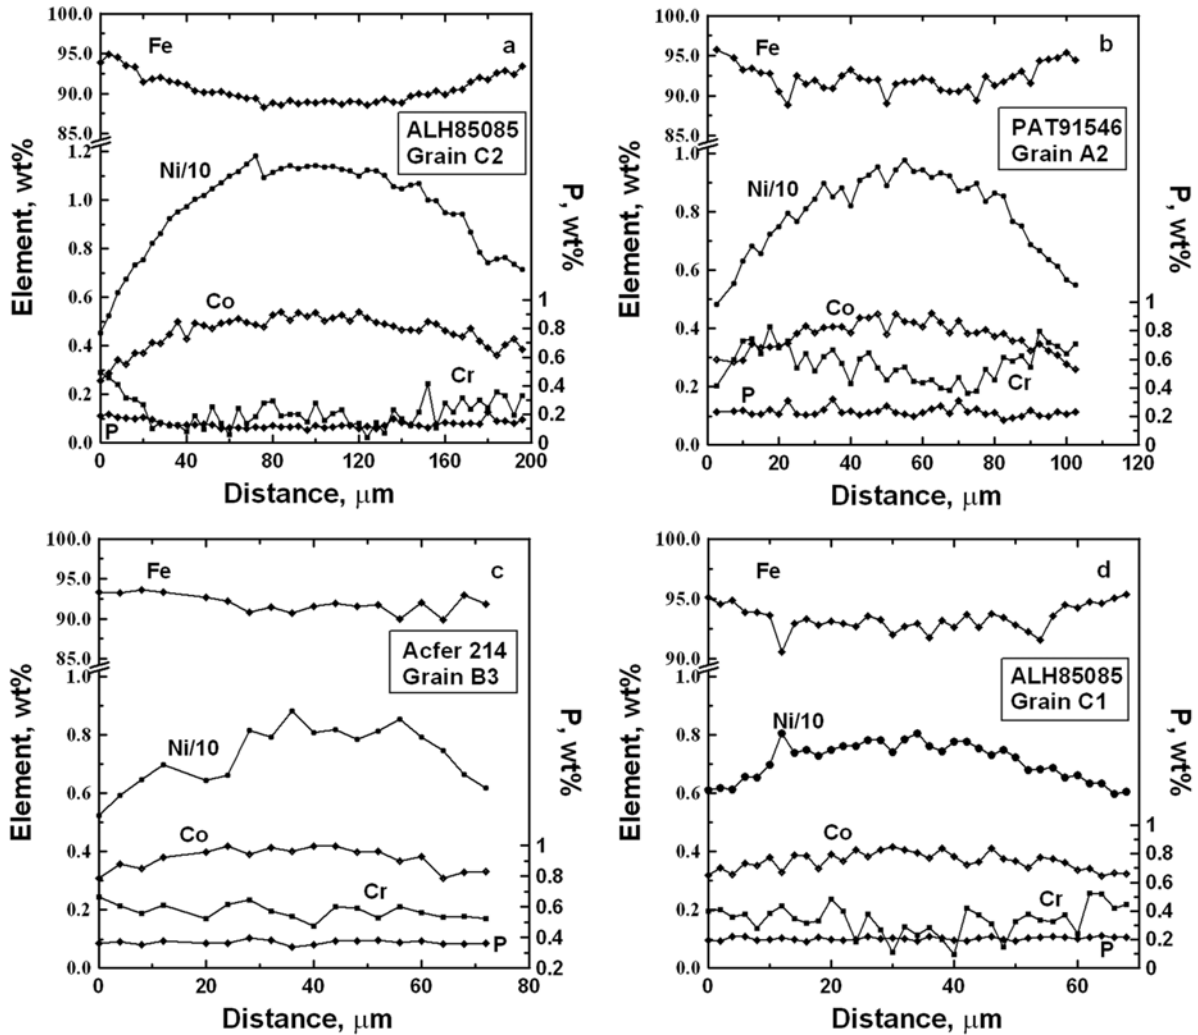 100.0
95.0
90.0
85.0
1.2
1.0
0.8
0.6
0.4
0.2
0.0
Element, wt%
Fe
a
ALH85085
Grain C2
Ni/10
Co
Cr
P
1
0.8
0.6
0.4
0.2
0
P, wt%
0 40 80 120 160 200
Distance, μm
100.0
95.0
90.0
85.0
1.0
0.8
0.6
0.4
0.2
0.0
Element, wt%
Fe
b
PAT91546
Grain A2
Ni/10
Co
Cr
P
1
0.8
0.6
0.4
0.2
0
P, wt%
0 20 40 60 80 100 120
Distance, μm
100.0
95.0
90.0
85.0
1.0
0.8
0.6
0.4
0.2
0.0
Element, wt%
Fe
c
Acfer 214
Grain B3
Ni/10
Co
Cr
P
1
0.8
0.6
0.4
0.2
P, wt%
0 20 40 60 80
Distance, μm
100.0
95.0
90.0
1.0
0.8
0.6
0.4
0.2
0.0
Element, wt%
Fe
d
ALH85085
Grain C1
Ni/10
Co
Cr
P
1
0.8
0.6
0.4
0.2
0
P, wt%
0 20 40 60
Distance, μm